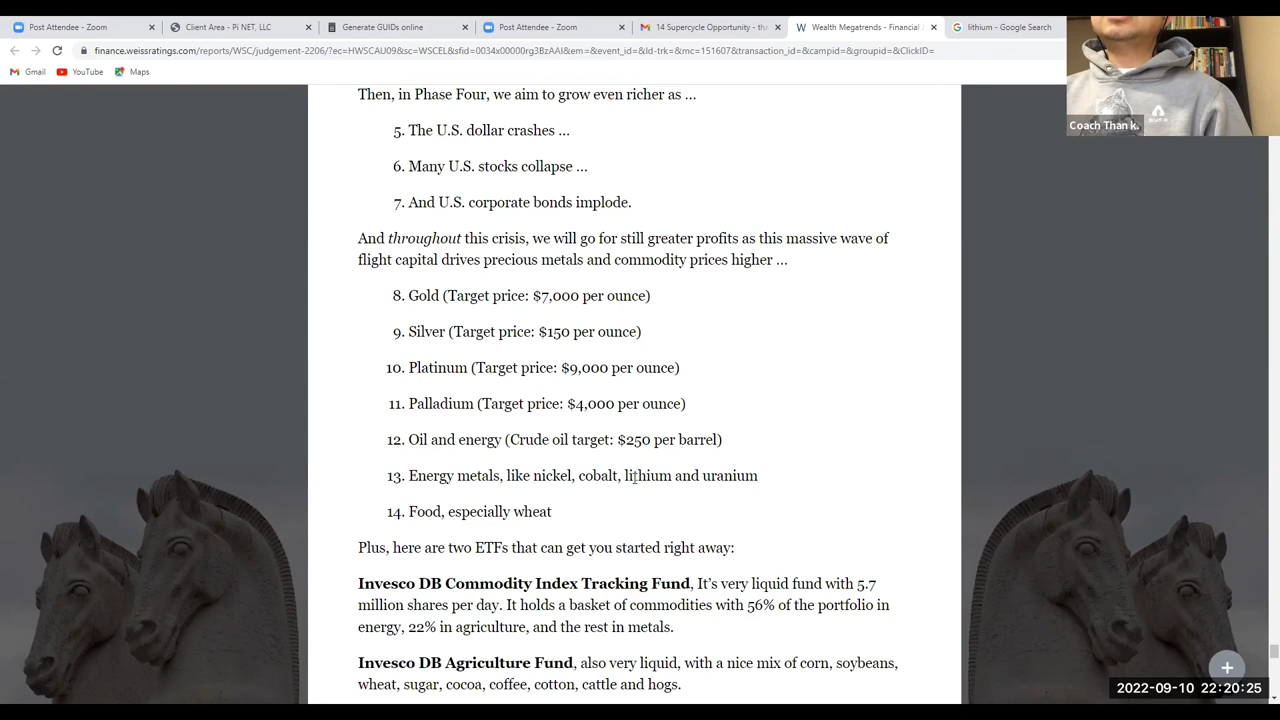 Post Attendee - Zoom
Client Area - Pi NET, LLC
Generate GUIDs online
Post Attendee - Zoom
14 Supercycle Opportunity - th
Wealth Megatrends - Financial
lithium - Google Search
finance.weissratings.com/reports/WSC/judgement-2206/?ec=HWSCAU09&sc=WSCEL&sfid=0034x00000rg3BzAAI&em=&event_id=&ld-trk=&mc=151607&transaction_id=&campid=&groupid=&ClickID=
Gmail
YouTube
Maps
Coach Than k.
Then, in Phase Four, we aim to grow even richer as ...
5. The U.S. dollar crashes ...
6. Many U.S. stocks collapse ...
7. And U.S. corporate bonds implode.
And throughout this crisis, we will go for still greater profits as this massive wave of
flight capital drives precious metals and commodity prices higher ...
8. Gold (Target price: $7,000 per ounce)
9. Silver (Target price: $150 per ounce)
10. Platinum (Target price: $9,000 per ounce)
11. Palladium (Target price: $4,000 per ounce)
12. Oil and energy (Crude oil target: $250 per barrel)
13. Energy metals, like nickel, cobalt, lithium and uranium
14. Food, especially wheat
Plus, here are two ETFs that can get you started right away:
Invesco DB Commodity Index Tracking Fund, It's very liquid fund with 5.7
million shares per day. It holds a basket of commodities with 56% of the portfolio in
energy, 22% in agriculture, and the rest in metals.
Invesco DB Agriculture Fund, also very liquid, with a nice mix of corn, soybeans,
wheat, sugar, cocoa, coffee, cotton, cattle and hogs.
2022-09-10 22:20:25